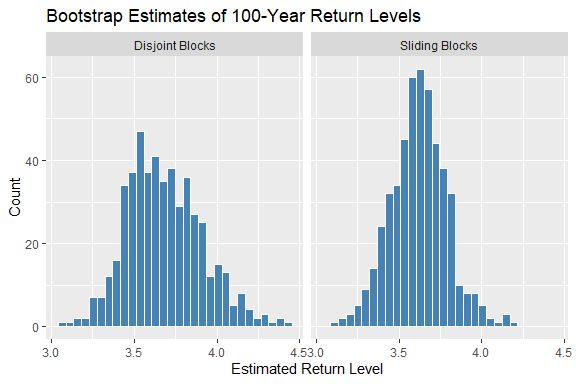 Bootstrap Estimates of 100-Year Return Levels
Disjoint Blocks
Sliding Blocks
60
40
20
0
Count
3.0 3.5 4.0 4.5 3.0 3.5 4.0 4.5
Estimated Return Level